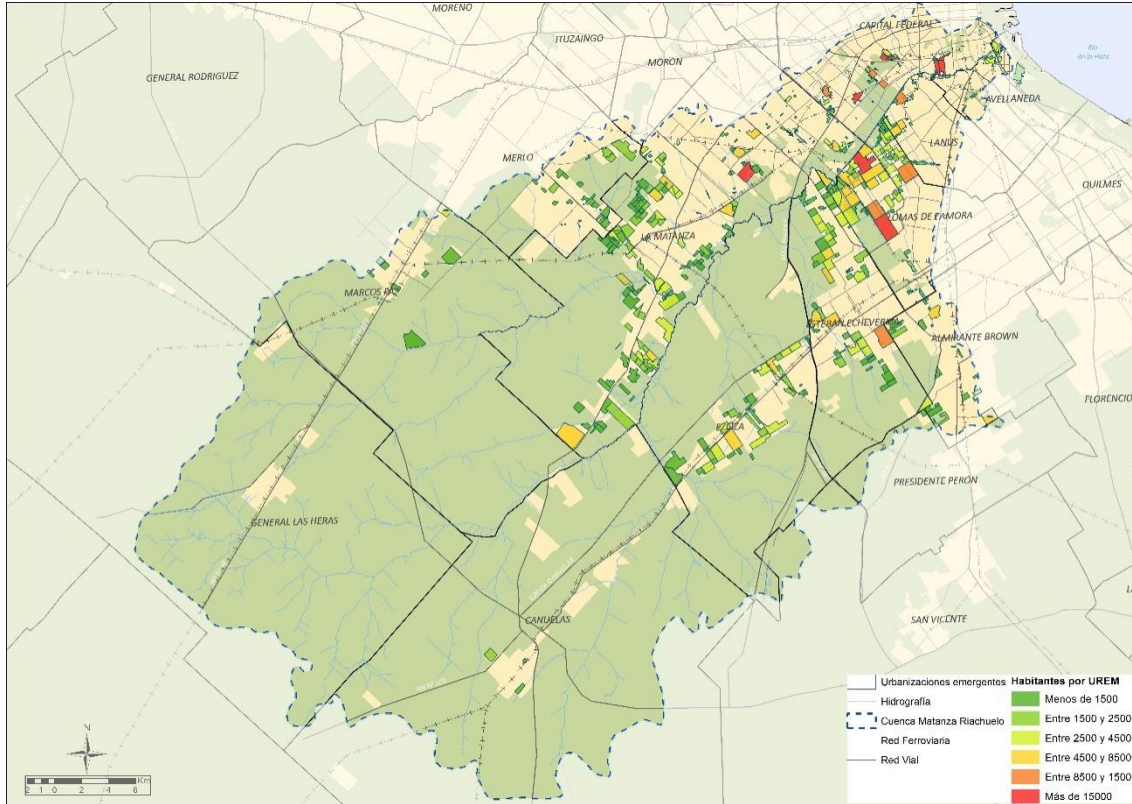 MORENO
CAPITAL FEDERAL
ITUZAINGO
Río
de la Plata
MORON
GENERAL RODRIGUEZ
AVELLANEDA
LANUS
MERLO
QUILMES
LOMAS DE ZAMORA
LA MATANZA
MARCOS PAZ
ESTEBAN ECHEVERRIA
ALMIRANTE BROWN
FLORENCIO
EZEIZA
PRESIDENTE PERON
GENERAL LAS HERAS
CAÑUELAS
SAN VICENTE
N
2 1 0 2 4 6 Km
Urbanizaciones emergentes
Hidrografía
Cuenca Matanza Riachuelo
Red Ferroviaria
Red Vial
Habitantes por UREM
Menos de 1500
Entre 1500 y 2500
Entre 2500 y 4500
Entre 4500 y 8500
Entre 8500 y 1500
Más de 15000